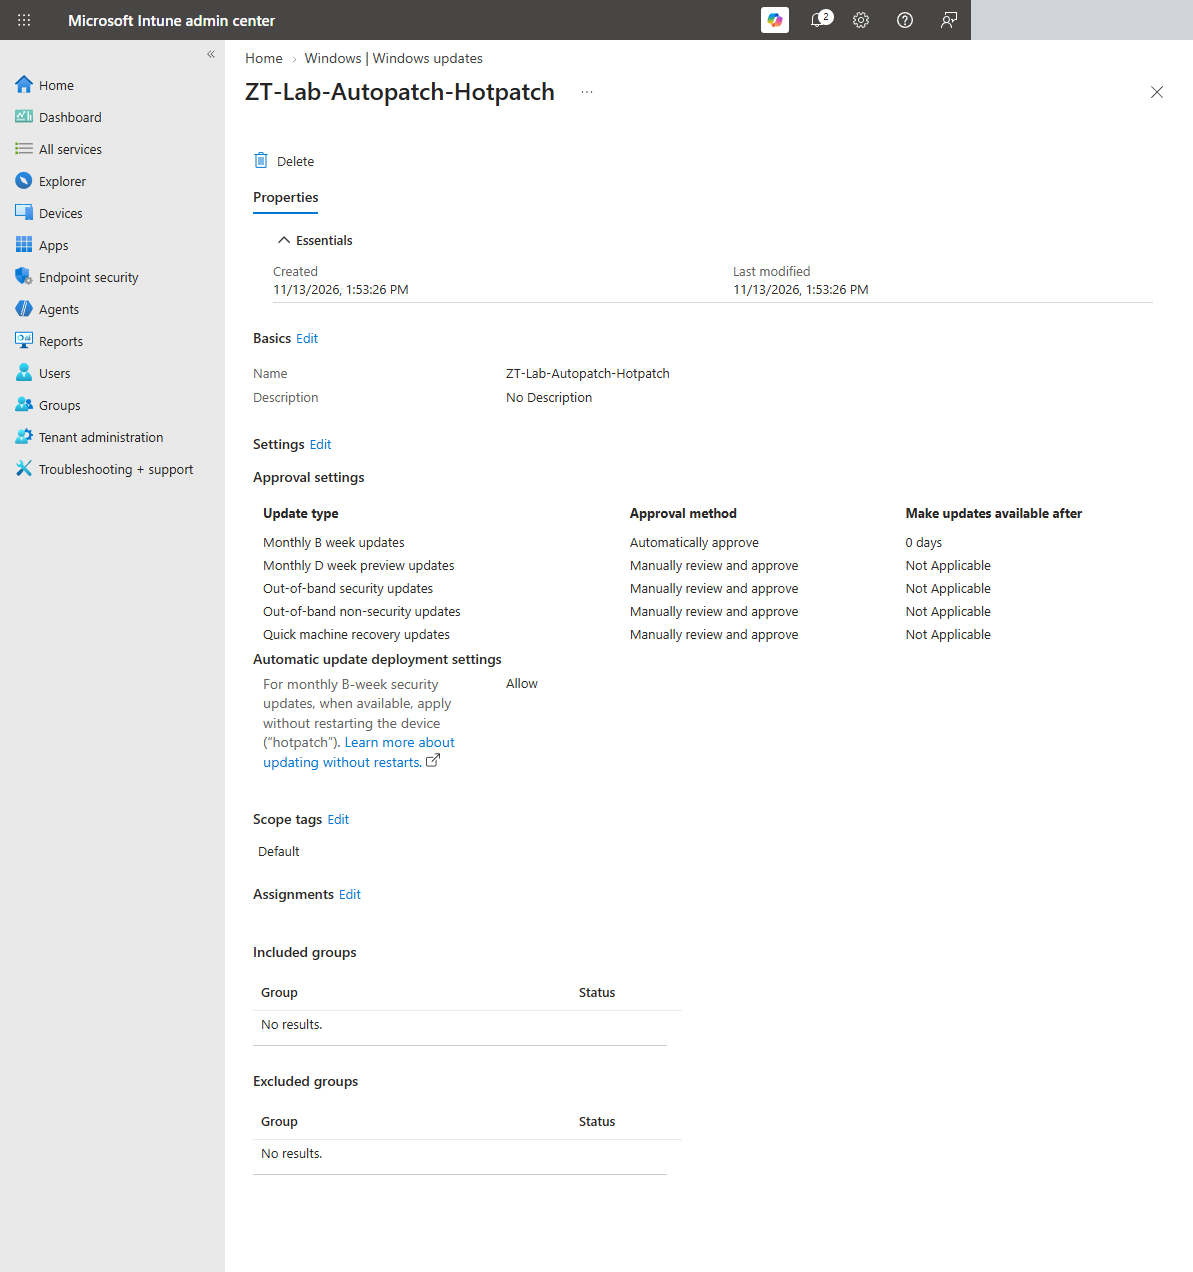 Microsoft Intune admin center
2
«
Home
Dashboard
All services
Explorer
Devices
Apps
Endpoint security
Agents
Reports
Users
Groups
Tenant administration
Troubleshooting + support
Home › Windows | Windows updates
ZT-Lab-Autopatch-Hotpatch ...
Delete
Properties
Essentials
Created Last modified
11/13/2026, 1:53:26 PM 11/13/2026, 1:53:26 PM
Basics Edit
Name ZT-Lab-Autopatch-Hotpatch
Description No Description
Settings Edit
Approval settings
Update type Approval method Make updates available after
Monthly B week updates Automatically approve 0 days
Monthly D week preview updates Manually review and approve Not Applicable
Out-of-band security updates Manually review and approve Not Applicable
Out-of-band non-security updates Manually review and approve Not Applicable
Quick machine recovery updates Manually review and approve Not Applicable
Automatic update deployment settings
For monthly B-week security Allow
updates, when available, apply
without restarting the device
("hotpatch"). Learn more about
updating without restarts.
Scope tags Edit
Default
Assignments Edit
Included groups
Group Status
No results.
Excluded groups
Group Status
No results.